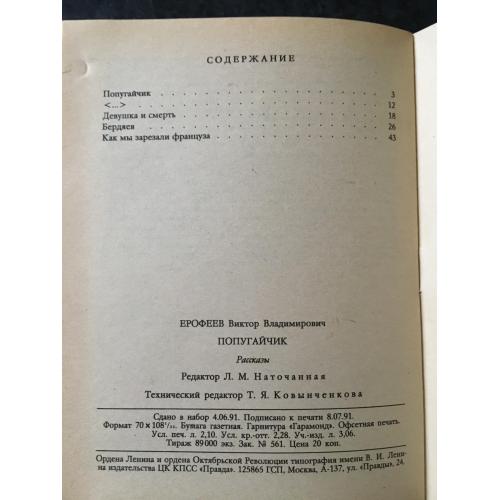 СОДЕРЖАНИЕ
Попугайчик . . . . . . . . . . . . . . 3
<...> . . . . . . . . . . . . . . 12
Девушка и смерть . . . . . . . . . . . . 18
Бердяев . . . . . . . . . . . . . . 26
Как мы зарезали француза . . . . . . . . . 43
ЕРОФЕЕВ Виктор Владимирович
ПОПУГАЙЧИК
Рассказы
Редактор Л. М. Наточанная
Технический редактор Т. Я. Ковынченкова
Сдано в набор 4.06.91. Подписано к печати 8.07.91.
Формат 70 × 108¹/₃₂. Бумага газетная. Гарнитура «Гарамонд». Офсетная печать.
Усл. печ. л. 2,10. Усл. кр.-отт. 2,28. Уч.-изд. л. 3,06.
Тираж 89000 экз. Зак. № 561. Цена 20 коп.
Ордена Ленина и ордена Октябрьской Революции типография имени В. И. Лени-
на издательства ЦК КПСС «Правда». 125865 ГСП, Москва, А-137, ул. «Правды», 24.